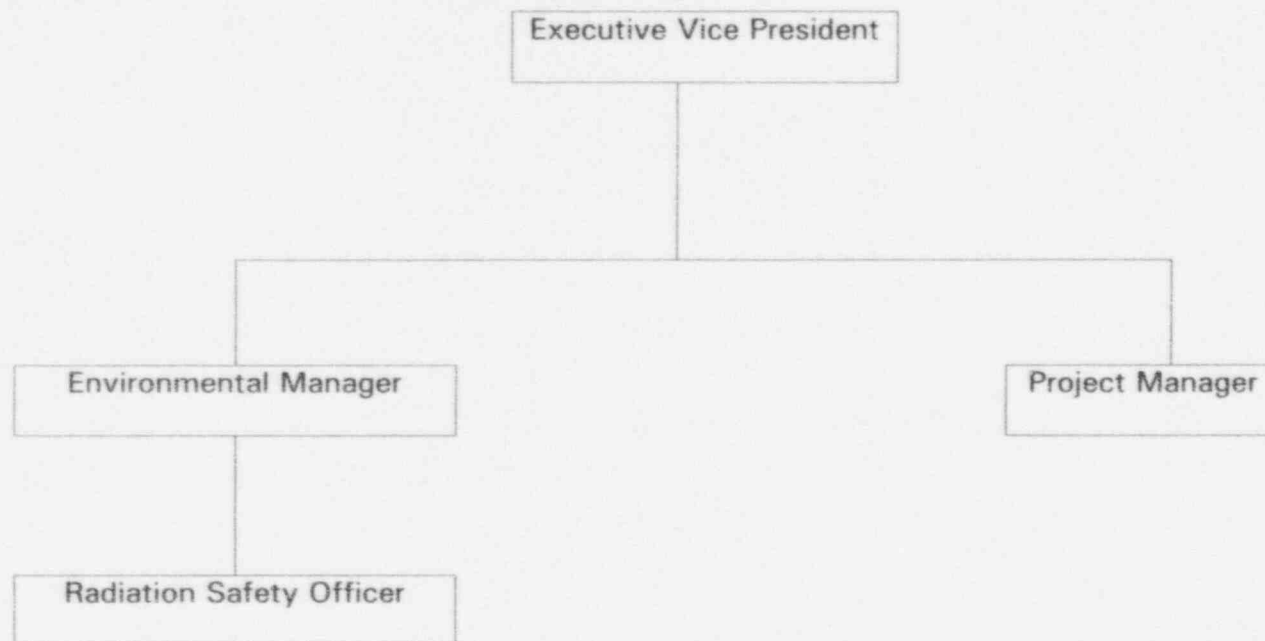 Executive Vice President
Environmental Manager
Project Manager
Radiation Safety Officer